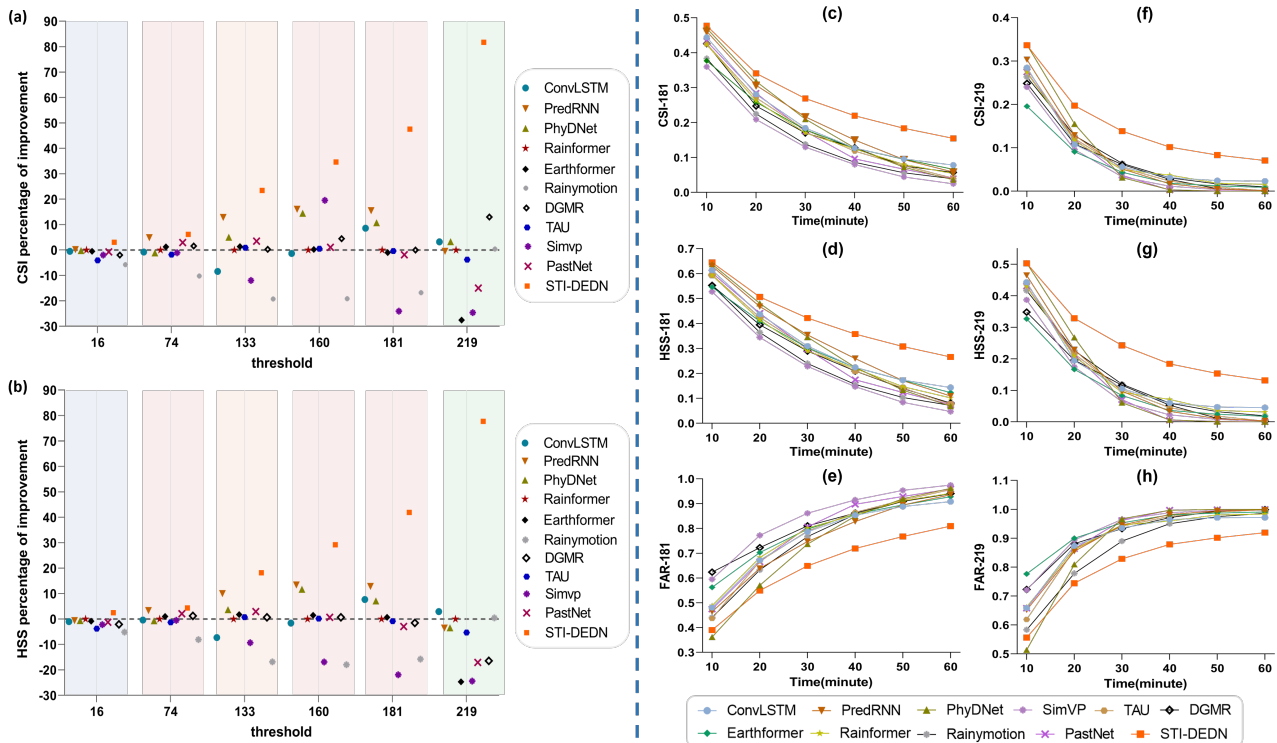 (a)
CSI percentage of improvement
90
80
70
60
50
40
30
20
10
0
-10
-20
-30
16
74
133
160
181
219
threshold
ConvLSTM
PredRNN
PhyDNet
Rainformer
Earthformer
Rainymotion
DGMR
TAU
Simvp
PastNet
STI-DEDN
(b)
HSS percentage of improvement
90
80
70
60
50
40
30
20
10
0
-10
-20
-30
16
74
133
160
181
219
threshold
ConvLSTM
PredRNN
PhyDNet
Rainformer
Earthformer
Rainymotion
DGMR
TAU
Simvp
PastNet
STI-DEDN
(c)
CSI-181
0.5
0.4
0.3
0.2
0.1
0.0
10 20 30 40 50 60
Time(minute)
(f)
CSI-219
0.5
0.4
0.3
0.2
0.1
0.0
10 20 30 40 50 60
Time(minute)
(d)
HSS-181
0.7
0.6
0.5
0.4
0.3
0.2
0.1
0.0
10 20 30 40 50 60
Time(minute)
(g)
HSS-219
0.5
0.4
0.3
0.2
0.1
0.0
10 20 30 40 50 60
Time(minute)
(e)
FAR-181
1.0
0.9
0.8
0.7
0.6
0.5
0.4
0.3
10 20 30 40 50 60
Time(minute)
(h)
FAR-219
1.1
1.0
0.9
0.8
0.7
0.6
0.5
10 20 30 40 50 60
Time(minute)
ConvLSTM PredRNN PhyDNet SimVP TAU DGMR
Earthformer Rainformer Rainymotion PastNet STI-DEDN